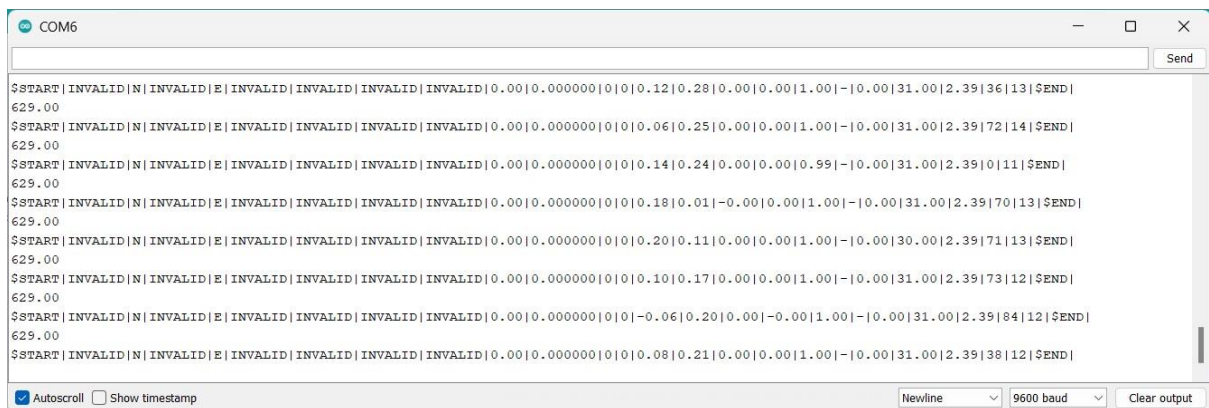 COM6
Send
$START|INVALID|N|INVALID|E|INVALID|INVALID|INVALID|INVALID|0.00|0.000000|0|0|0.12|0.28|0.00|0.00|1.00|-|0.00|31.00|2.39|36|13|$END|
629.00
$START|INVALID|N|INVALID|E|INVALID|INVALID|INVALID|INVALID|0.00|0.000000|0|0|0.06|0.25|0.00|0.00|1.00|-|0.00|31.00|2.39|72|14|$END|
629.00
$START|INVALID|N|INVALID|E|INVALID|INVALID|INVALID|INVALID|0.00|0.000000|0|0|0.14|0.24|0.00|0.00|0.99|-|0.00|31.00|2.39|0|11|$END|
629.00
$START|INVALID|N|INVALID|E|INVALID|INVALID|INVALID|INVALID|0.00|0.000000|0|0|0.18|0.01|-0.00|0.00|1.00|-|0.00|31.00|2.39|70|13|$END|
629.00
$START|INVALID|N|INVALID|E|INVALID|INVALID|INVALID|INVALID|0.00|0.000000|0|0|0.20|0.11|0.00|0.00|1.00|-|0.00|30.00|2.39|71|13|$END|
629.00
$START|INVALID|N|INVALID|E|INVALID|INVALID|INVALID|INVALID|0.00|0.000000|0|0|0.10|0.17|0.00|0.00|1.00|-|0.00|31.00|2.39|73|12|$END|
629.00
$START|INVALID|N|INVALID|E|INVALID|INVALID|INVALID|INVALID|0.00|0.000000|0|0|-0.06|0.20|0.00|-0.00|1.00|-|0.00|31.00|2.39|84|12|$END|
629.00
$START|INVALID|N|INVALID|E|INVALID|INVALID|INVALID|INVALID|0.00|0.000000|0|0|0.08|0.21|0.00|0.00|1.00|-|0.00|31.00|2.39|38|12|$END|
Autoscroll Show timestamp Newline 9600 baud Clear output